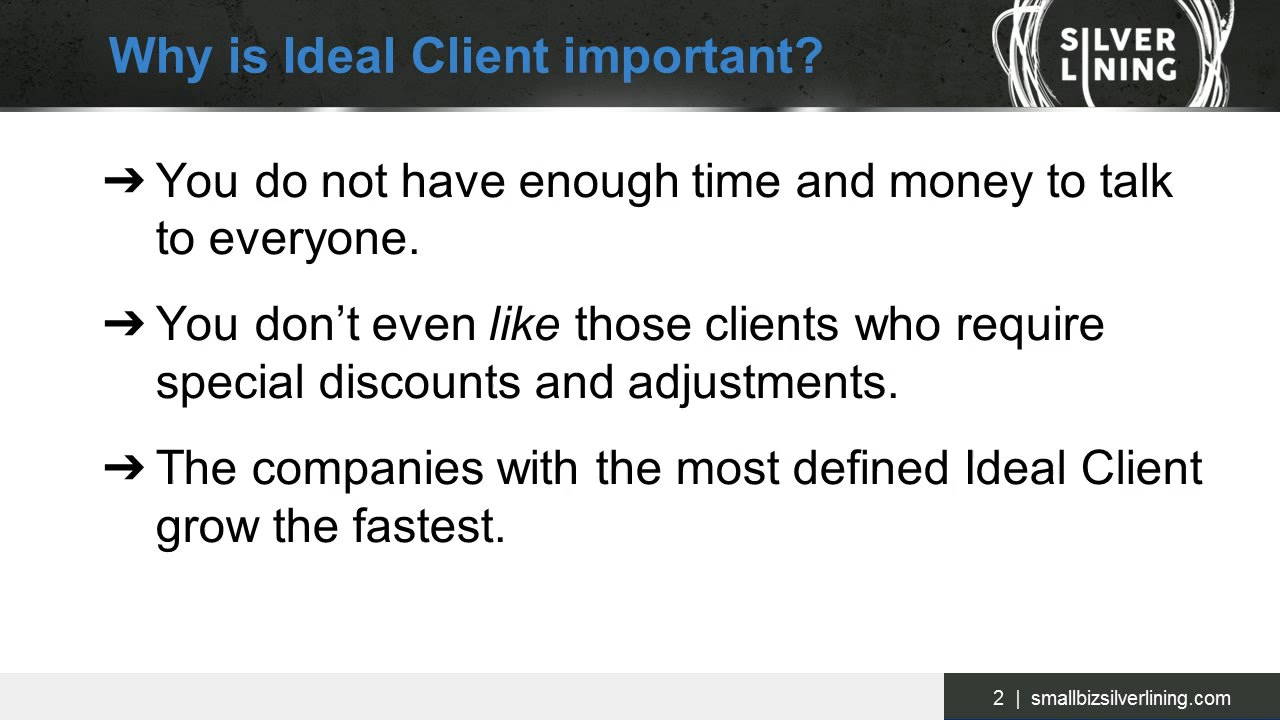 Why is Ideal Client important?
SILVER
LINING
➔ You do not have enough time and money to talk
to everyone.
➔ You don’t even like those clients who require
special discounts and adjustments.
➔ The companies with the most defined Ideal Client
grow the fastest.
2 | smallbizsilverlining.com